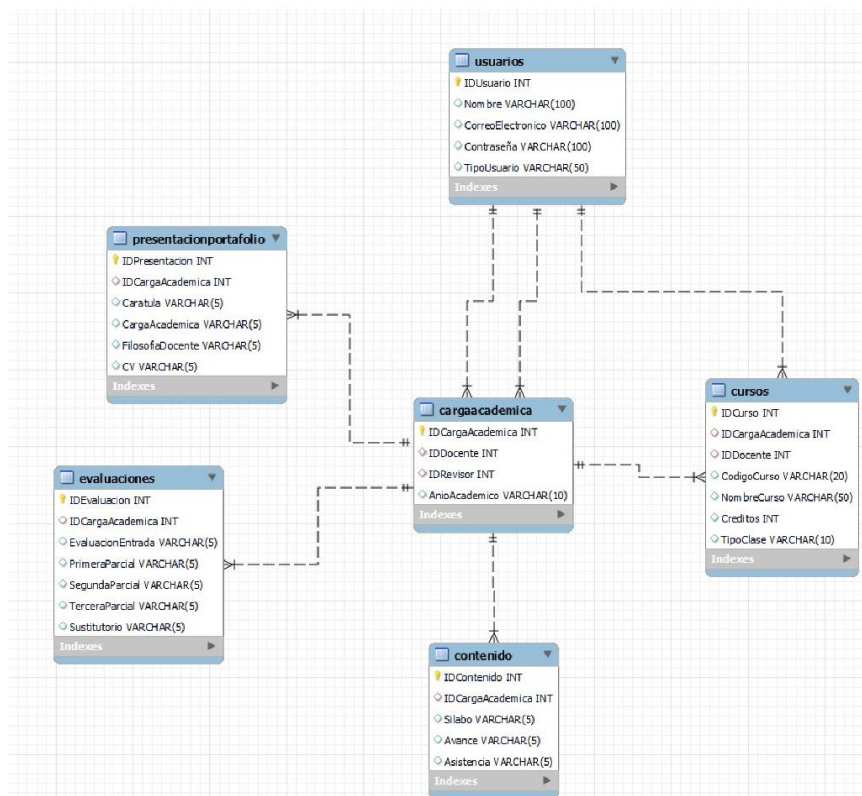 usuarios
IDUsuario INT
Nombre VARCHAR(100)
CorreoElectronico VARCHAR(100)
Contraseña VARCHAR(100)
TipoUsuario VARCHAR(50)
Indexes
presentacionportafolio
IDPresentacion INT
IDCargaAcademica INT
Caratula VARCHAR(5)
CargaAcademica VARCHAR(5)
FilosofiaDocente VARCHAR(5)
CV VARCHAR(5)
Indexes
cargaacademica
IDCargaAcademica INT
IDDocente INT
IDRevisor INT
AnioAcademico VARCHAR(10)
Indexes
cursos
IDCurso INT
IDCargaAcademica INT
IDDocente INT
CodigoCurso VARCHAR(20)
NombreCurso VARCHAR(50)
Creditos INT
TipoClase VARCHAR(10)
Indexes
evaluaciones
IDEvaluacion INT
IDCargaAcademica INT
EvaluacionEntrada VARCHAR(5)
PrimeraParcial VARCHAR(5)
SegundaParcial VARCHAR(5)
TerceraParcial VARCHAR(5)
Sustitutorio VARCHAR(5)
Indexes
contenido
IDContenido INT
IDCargaAcademica INT
Silabo VARCHAR(5)
Avance VARCHAR(5)
Asistencia VARCHAR(5)
Indexes